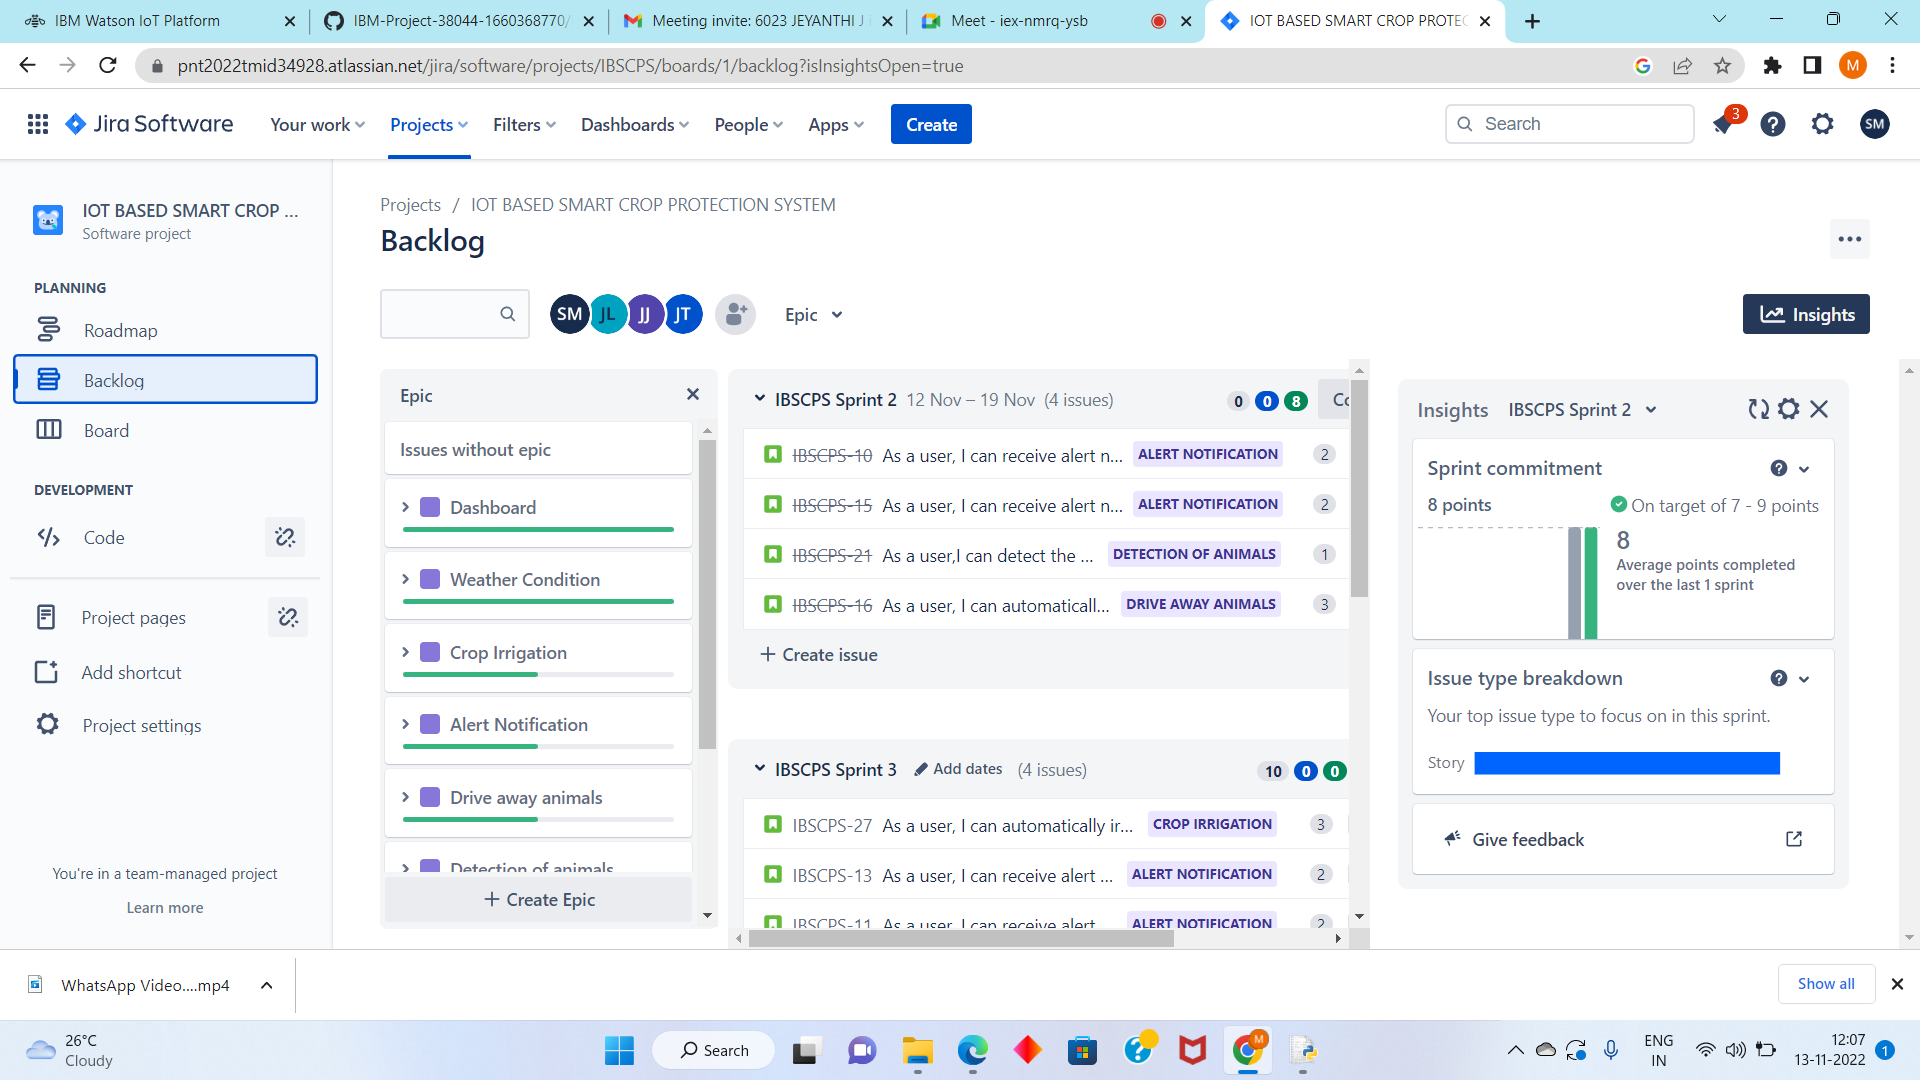 IBM Watson IoT Platform
IBM-Project-38044-1660368770/
Meeting invite: 6023 JEYANTHI J i
Meet - iex-nmrq-ysb
IOT BASED SMART CROP PROTEC
pnt2022tmid34928.atlassian.net/jira/software/projects/IBSCPS/boards/1/backlog?isInsightsOpen=true
M
Jira Software
Your work
Projects
Filters
Dashboards
People
Apps
Create
Search
3
SM
IOT BASED SMART CROP ...
Software project
PLANNING
Roadmap
Backlog
Board
DEVELOPMENT
Code
Project pages
Add shortcut
Project settings
You're in a team-managed project
Learn more
Projects / IOT BASED SMART CROP PROTECTION SYSTEM
Backlog
SM JL JJ JT
Epic
Insights
Epic
Issues without epic
Dashboard
Weather Condition
Crop Irrigation
Alert Notification
Drive away animals
Detection of animals
+ Create Epic
IBSCPS Sprint 2 12 Nov – 19 Nov (4 issues) 0 0 8 Co
IBSCPS-10 As a user, I can receive alert n... ALERT NOTIFICATION 2
IBSCPS-15 As a user, I can receive alert n... ALERT NOTIFICATION 2
IBSCPS-21 As a user,I can detect the ... DETECTION OF ANIMALS 1
IBSCPS-16 As a user, I can automaticall... DRIVE AWAY ANIMALS 3
+ Create issue
IBSCPS Sprint 3 Add dates (4 issues) 10 0 0
IBSCPS-27 As a user, I can automatically ir... CROP IRRIGATION 3
IBSCPS-13 As a user, I can receive alert ... ALERT NOTIFICATION 2
IBSCPS-11 As a user, I can receive alert ... ALERT NOTIFICATION 2
Insights IBSCPS Sprint 2
Sprint commitment
8 points
On target of 7 - 9 points
8
Average points completed
over the last 1 sprint
Issue type breakdown
Your top issue type to focus on in this sprint.
Story
Give feedback
WhatsApp Video....mp4
Show all
26°C
Cloudy
Search
M
ENG
IN
12:07
13-11-2022
1